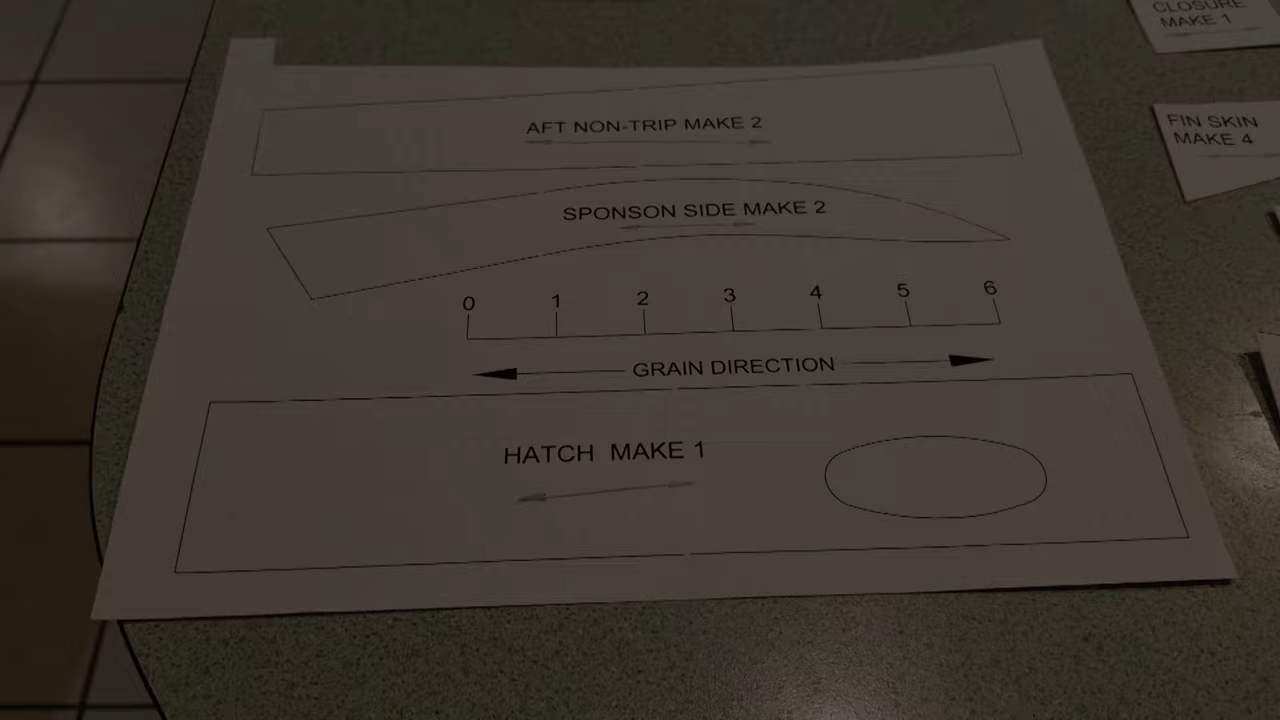 CLOSURE
MAKE 1
AFT NON-TRIP MAKE 2
FIN SKIN
MAKE 4
SPONSON SIDE MAKE 2
0 1 2 3 4 5 6
GRAIN DIRECTION
HATCH MAKE 1